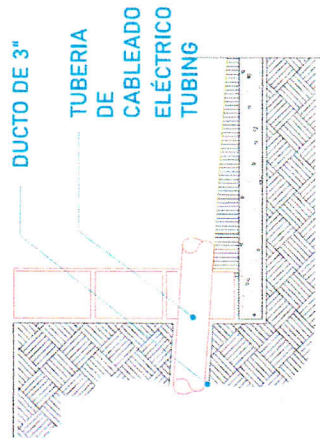 DUCTO DE 3"
TUBERIA
DE
CABLEADO
ELÉCTRICO
TUBING